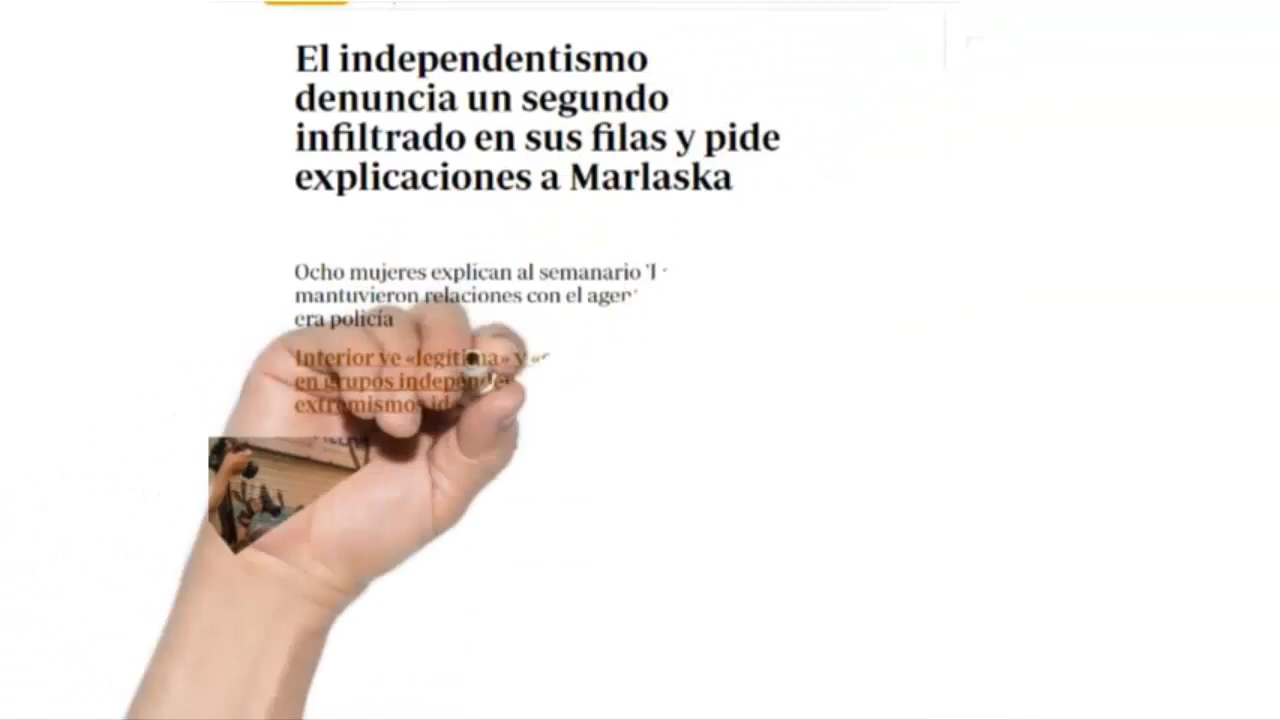 El independentismo
denuncia un segundo
infiltrado en sus filas y pide
explicaciones a Marlaska
Ocho mujeres explican al semanario
mantuvieron relaciones con el
era policía
Interior ve «legítima» y
en grupos
extremismos